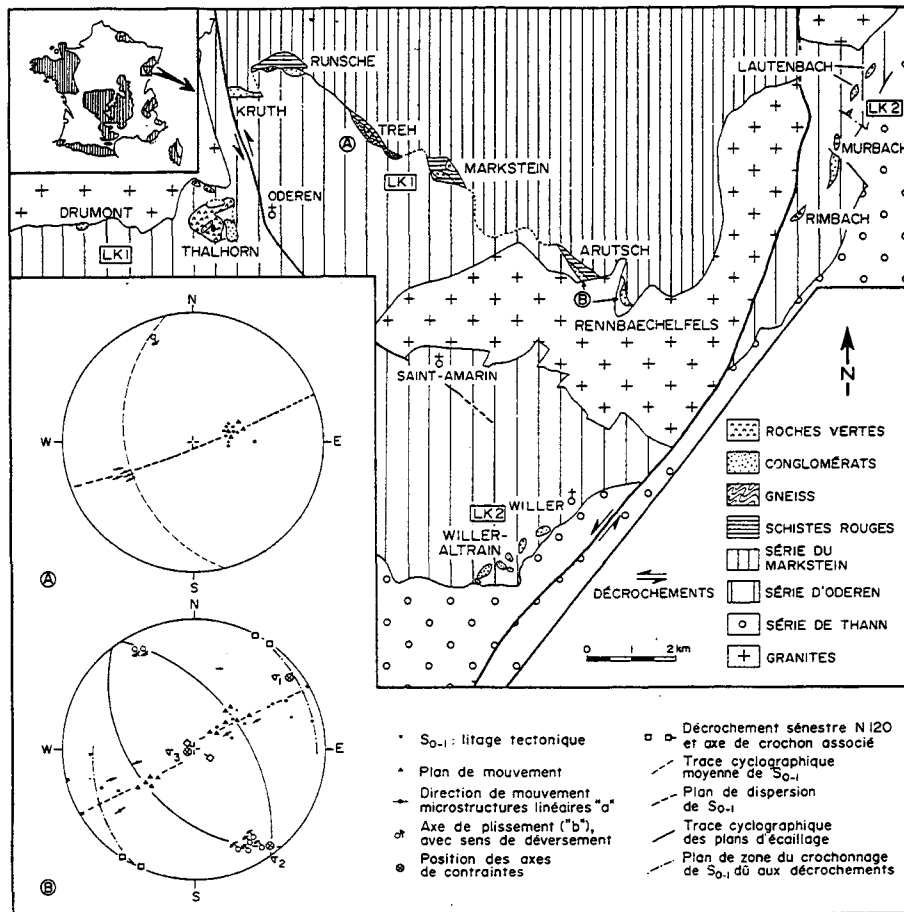 RUNSCHE
KRUTH
TREH
A
LK1
MARKSTEIN
ODEREN
DRUMONT
LK1
THALHORN
ARUTSCH
B
RENNBAECHELFELS
LAUTENBACH
LK2
MURBACH
RIMBACH
N
SAINT-AMARIN
LK2
WILLER
WILLER-
ALTRAIN
DÉCROCHEMENTS
0 1 2 km
ROCHES VERTES
CONGLOMÉRATS
GNEISS
SCHISTES ROUGES
SÉRIE DU
MARKSTEIN
SÉRIE D'ODEREN
SÉRIE DE THANN
GRANITES
N
W
E
S
A
N
W
E
S
σ1
σ3
σ2
B
S0-1 : litage tectonique
Plan de mouvement
Direction de mouvement
microstructures linéaires "a"
Axe de plissement ("b"),
avec sens de déversement
Position des axes
de contraintes
Décrochement sénestre N 120
et axe de crochon associé
Trace cyclographique
moyenne de S0-1
Plan de dispersion
de S0-1
Trace cyclographique
des plans d'écaillage
Plan de zone du crochonnage
de S0-1 dû aux décrochements